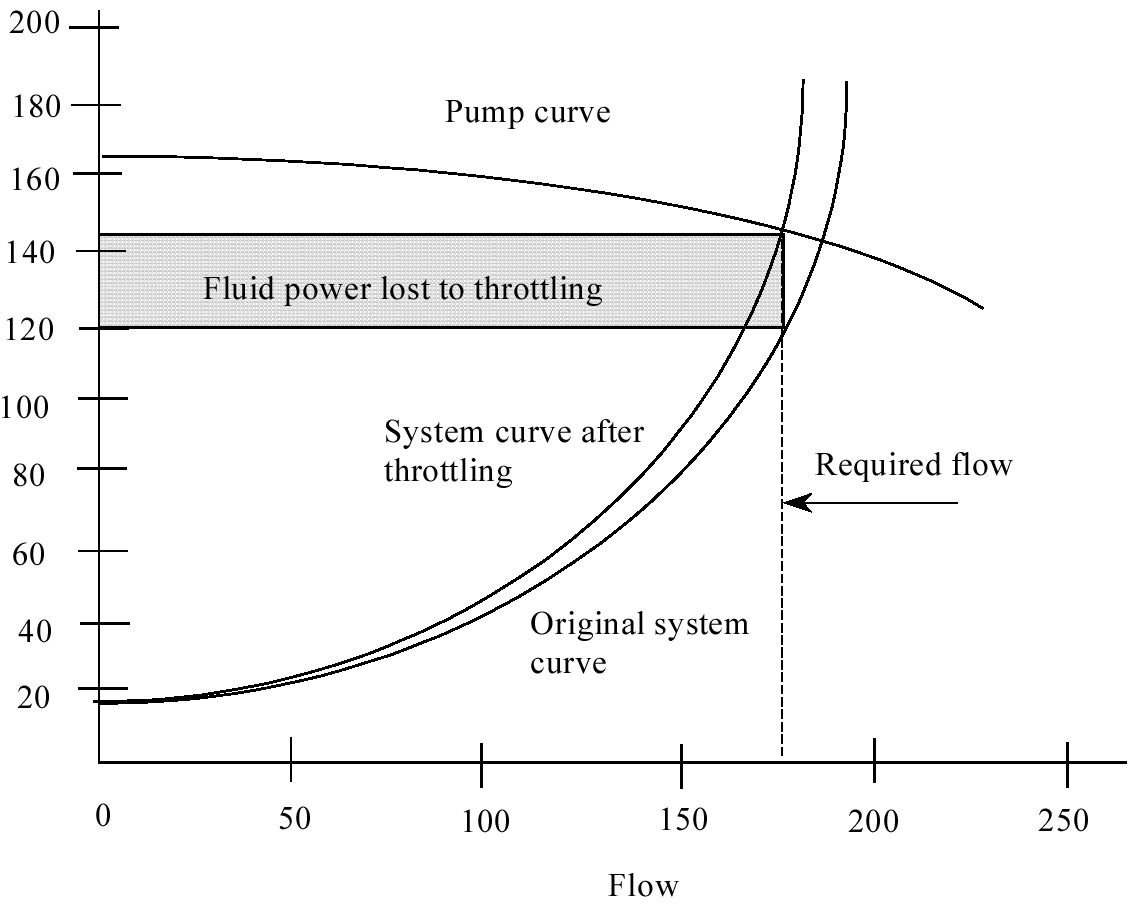 200
Pump curve
180
160
140
Fluid power lost to throttling
120
100
System curve after
throttling
80
Required flow
60
Original system
curve
40
20
0 50 100 150 200 250
Flow